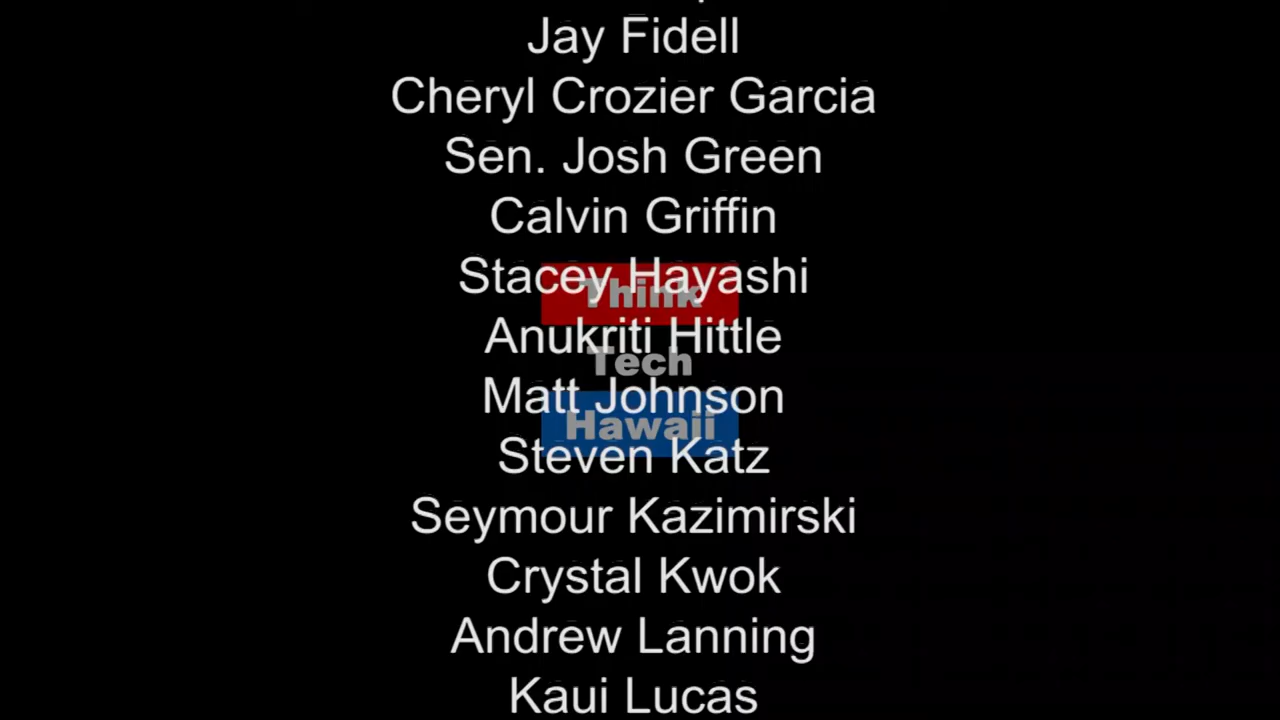 Jay Fidell
Cheryl Crozier Garcia
Sen. Josh Green
Calvin Griffin
Stacey Hayashi
Think
Anukriti Hittle
Tech
Matt Johnson
Hawaii
Steven Katz
Seymour Kazimirski
Crystal Kwok
Andrew Lanning
Kaui Lucas